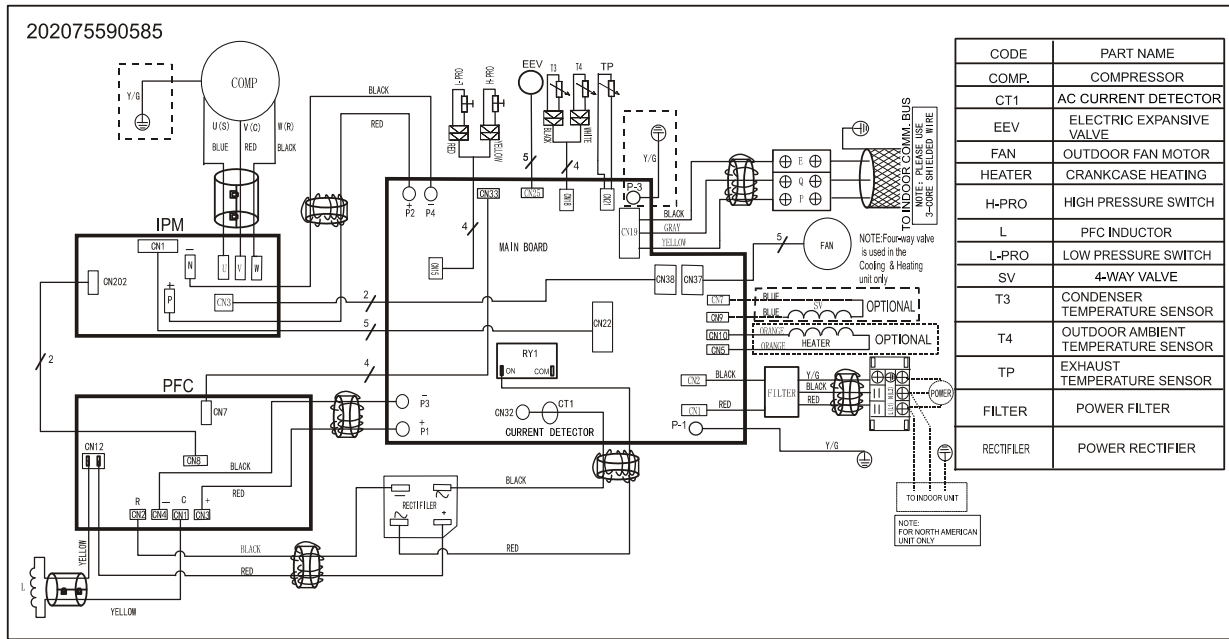 202075590585
COMP
Y/G
U(S)
V(C)
W(R)
BLUE
RED
BLACK
BLACK
RED
L-PRO
H-PRO
RED
YELLOW
EEV
T3
T4
TP
BLACK
WHITE
5
4
4
Y/G
P-3
IPM
CN1
CN202
N
U
V
W
+
P
CN3
2
2
5
4
+
P2
−
P4
CN33
CN25
CN18
CN21
MAIN BOARD
CN15
CN19
BLACK
GRAY
YELLOW
E
Q
P
TO INDOOR COMM. BUS
NOTE: PLEASE USE
3-CORE SHIELDED WIRE
5
FAN
NOTE:Four-way valve
is used in the
Cooling & Heating
unit only
CN38
CN37
CN22
CN7
BLUE
SV
OPTIONAL
CN9
BLUE
CN10
ORANGE
OPTIONAL
CN5
ORANGE
HEATER
RY1
ON
COM
CN2
BLACK
CN1
RED
FILTER
Y/G
BLACK
RED
POWER
P-1
Y/G
TO INDOOR UNIT
NOTE:
FOR NORTH AMERICAN
UNIT ONLY
CN32
CT1
CURRENT DETECTOR
−
P3
+
P1
PFC
CN7
CN12
CN8
BLACK
RED
R
−
C
+
CN2
CN4
CN1
CN3
BLACK
RED
YELLOW
YELLOW
L
RECTIFILER
−
+
BLACK
RED
CODE PART NAME
COMP. COMPRESSOR
CT1 AC CURRENT DETECTOR
EEV ELECTRIC EXPANSIVE
VALVE
FAN OUTDOOR FAN MOTOR
HEATER CRANKCASE HEATING
H-PRO HIGH PRESSURE SWITCH
L PFC INDUCTOR
L-PRO LOW PRESSURE SWITCH
SV 4-WAY VALVE
T3 CONDENSER
TEMPERATURE SENSOR
T4 OUTDOOR AMBIENT
TEMPERATURE SENSOR
TP EXHAUST
TEMPERATURE SENSOR
FILTER POWER FILTER
RECTIFILER POWER RECTIFIER